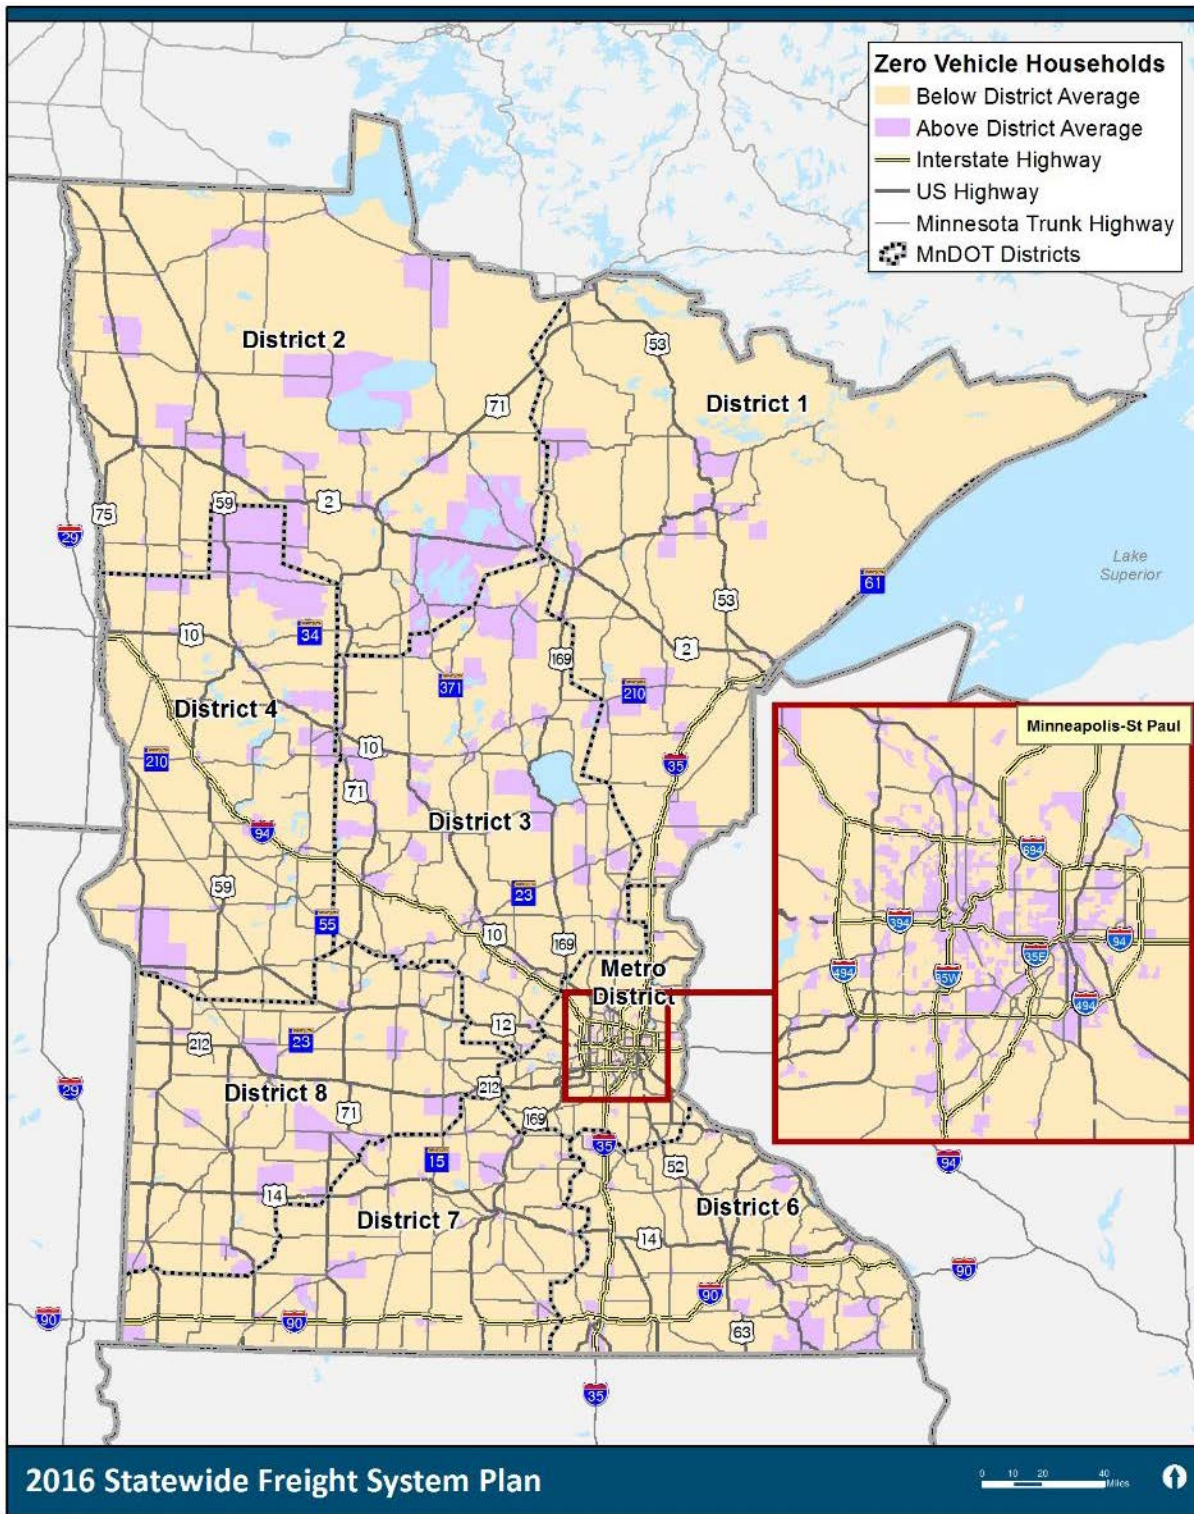 Zero Vehicle Households
Below District Average
Above District Average
Interstate Highway
US Highway
Minnesota Trunk Highway
MnDOT Districts
District 2
53
District 1
71
59
2
75
29
Lake
Superior
61
53
10
34
169
2
371
210
District 4
Minneapolis-St Paul
10
210
35
71
District 3
94
694
59
23
55
10
169
394
94
35E
Metro
District
494
35W
494
12
23
212
29
District 8
212
71
169
35
15
52
94
14
District 7
District 6
14
90
90
90
90
63
35
2016 Statewide Freight System Plan
0 10 20 40
Miles